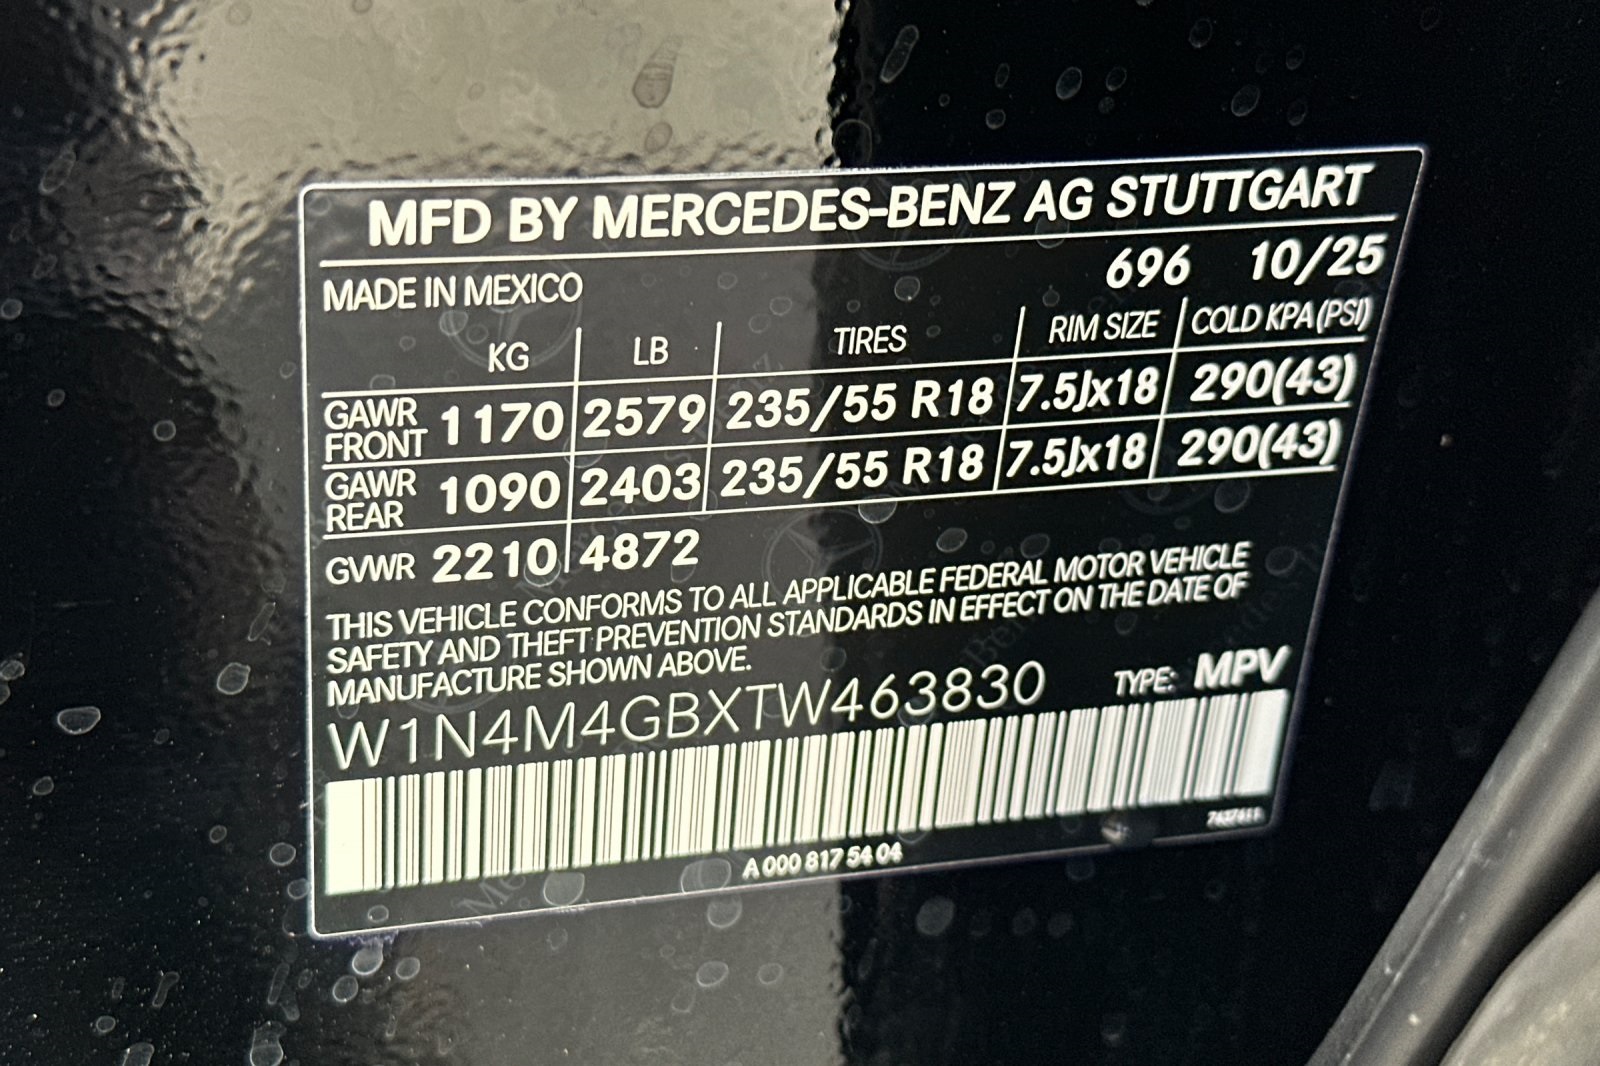 MFD BY MERCEDES-BENZ AG STUTTGART
696 10/25
MADE IN MEXICO
KG LB TIRES RIM SIZE COLD KPA(PSI)
GAWR FRONT 1170 2579 235/55 R18 7.5Jx18 290(43)
GAWR REAR 1090 2403 235/55 R18 7.5Jx18 290(43)
GVWR 2210 4872
THIS VEHICLE CONFORMS TO ALL APPLICABLE FEDERAL MOTOR VEHICLE
SAFETY AND THEFT PREVENTION STANDARDS IN EFFECT ON THE DATE OF
MANUFACTURE SHOWN ABOVE.
W1N4M4GBXTW463830 TYPE: MPV
A 000 817 54 04